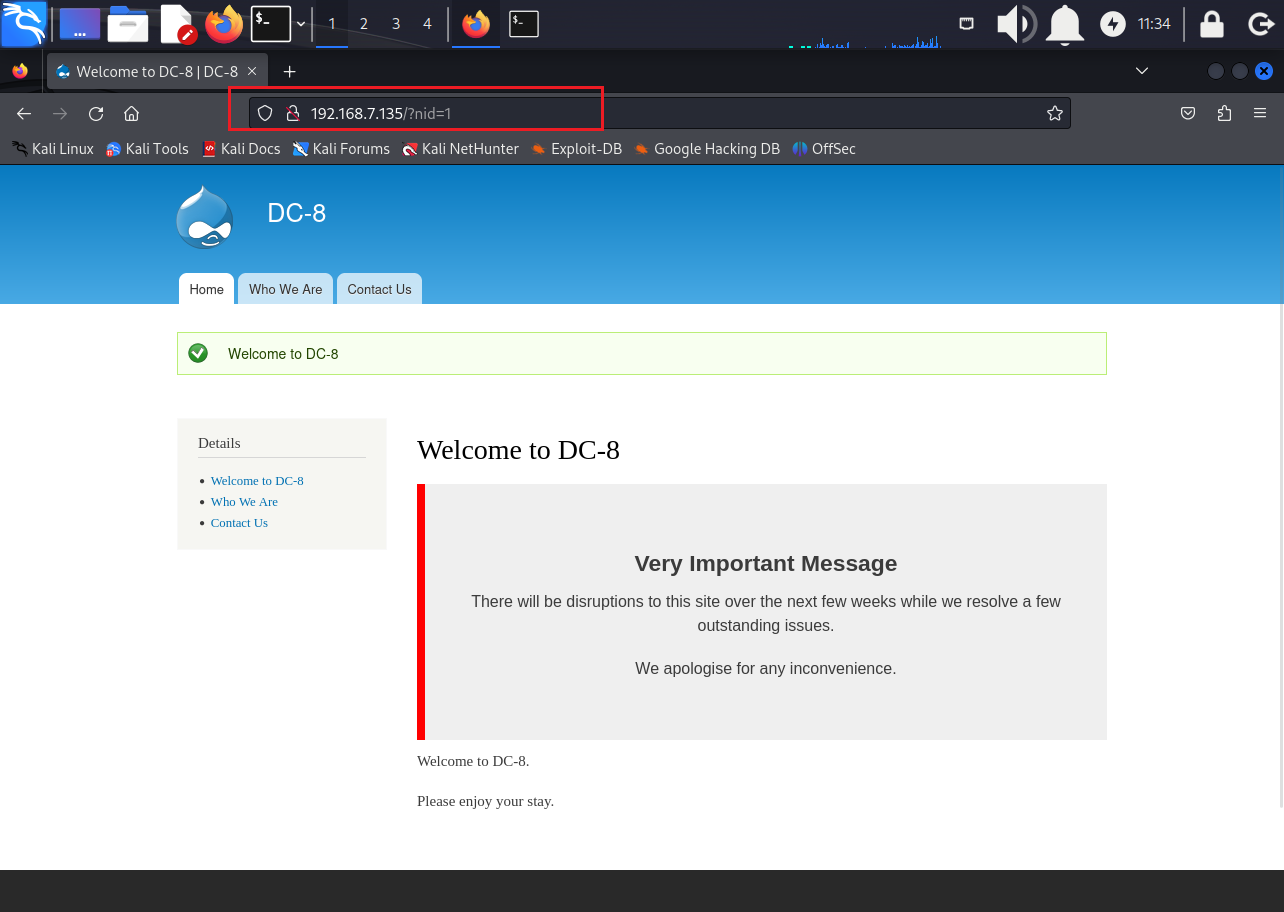 1 2 3 4 11:34
Welcome to DC-8 | DC-8
192.168.7.135/?nid=1
Kali Linux Kali Tools Kali Docs Kali Forums Kali NetHunter Exploit-DB Google Hacking DB OffSec
DC-8
Home Who We Are Contact Us
Welcome to DC-8
Details
Welcome to DC-8
Who We Are
Contact Us
Welcome to DC-8
Very Important Message
There will be disruptions to this site over the next few weeks while we resolve a few
outstanding issues.
We apologise for any inconvenience.
Welcome to DC-8.
Please enjoy your stay.